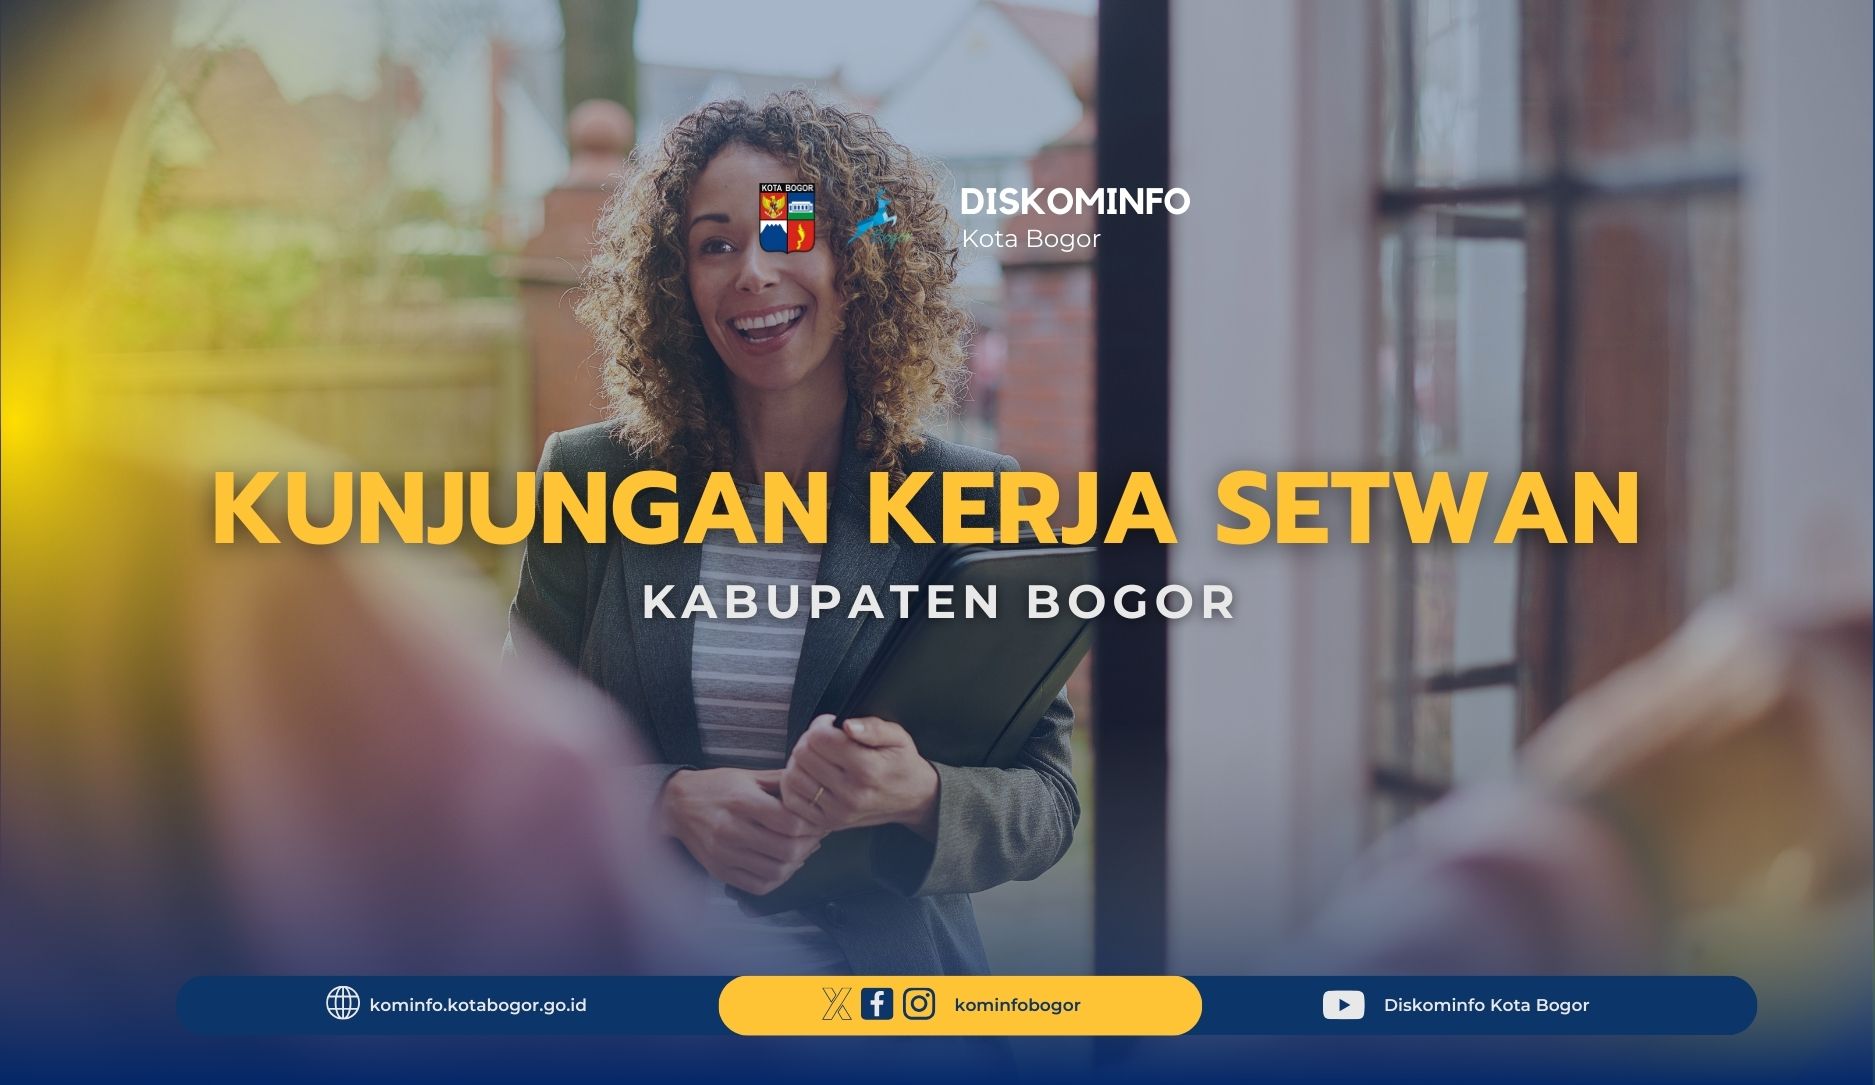 KOTA BOGOR
DISKOMINFO
Kota Bogor
KUNJUNGAN KERJA SETWAN
KABUPATEN BOGOR
kominfo.kotabogor.go.id
kominfobogor
Diskominfo Kota Bogor